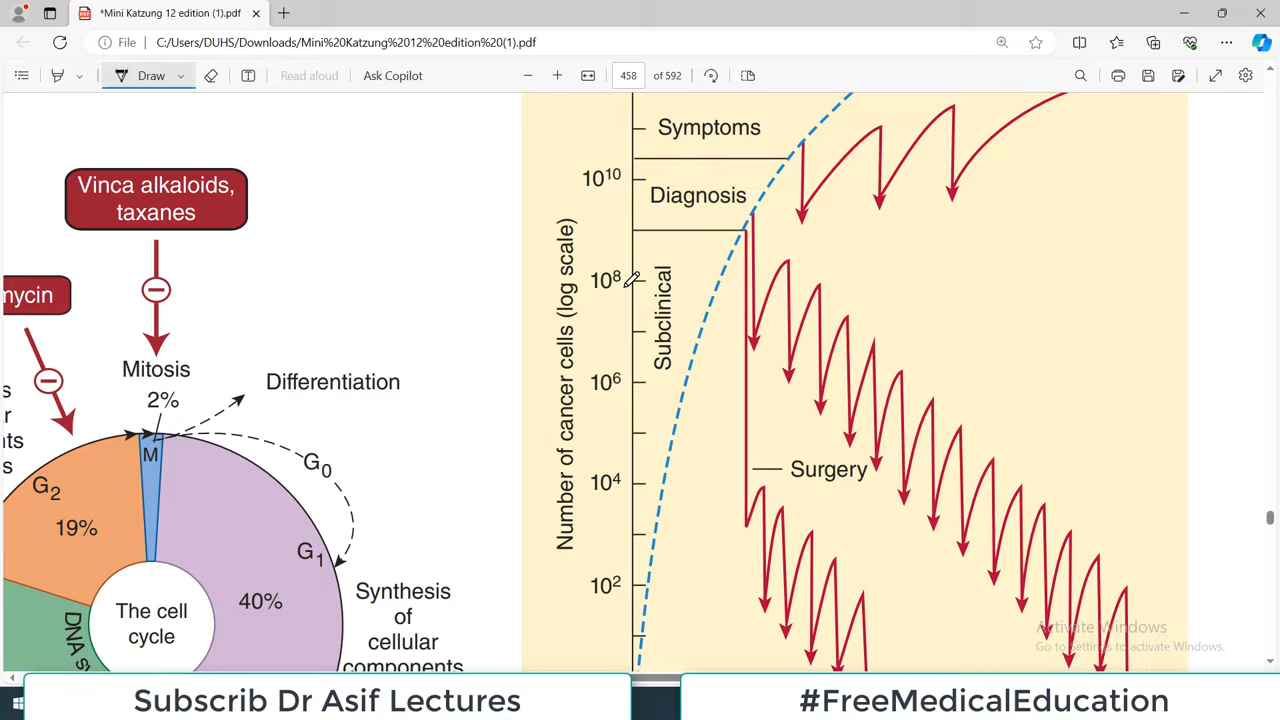 *Mini Katzung 12 edition (1).pdf
File
C:/Users/DUHS/Downloads/Mini%20Katzung%2012%20edition%20(1).pdf
Draw
Read aloud
Ask Copilot
458
of 592
Vinca alkaloids,
taxanes
mycin
Mitosis
2%
Differentiation
M
G0
G2
19%
G1
40%
The cell
cycle
DNA sy
Synthesis
of
cellular
components
s
r
nts
s
Number of cancer cells (log scale)
10^10
10^8
10^6
10^4
10^2
Symptoms
Diagnosis
Subclinical
Surgery
Activate Windows
Go to Settings to activate Windows.
Subscrib Dr Asif Lectures
#FreeMedicalEducation